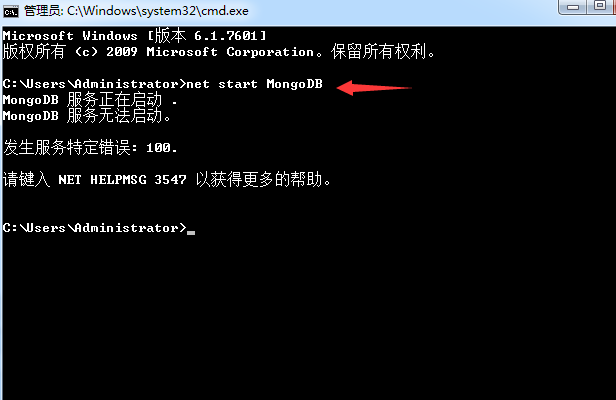 管理员: C:\Windows\system32\cmd.exe
Microsoft Windows [版本 6.1.7601]
版权所有 (c) 2009 Microsoft Corporation。保留所有权利。
C:\Users\Administrator>net start MongoDB
MongoDB 服务正在启动 .
MongoDB 服务无法启动。
发生服务特定错误: 100.
请键入 NET HELPMSG 3547 以获得更多的帮助。
C:\Users\Administrator>